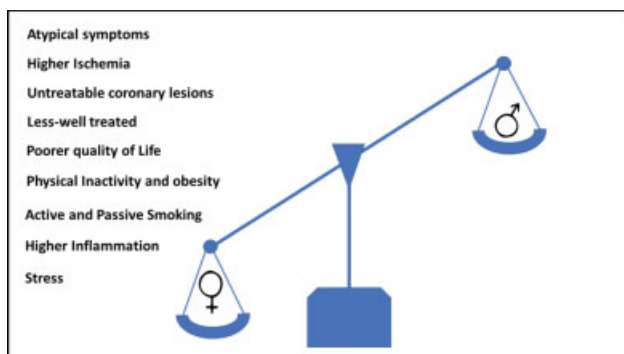 Atypical symptoms
Higher Ischemia
Untreatable coronary lesions
Less-well treated
Poorer quality of Life
Physical Inactivity and obesity
Active and Passive Smoking
Higher Inflammation
Stress